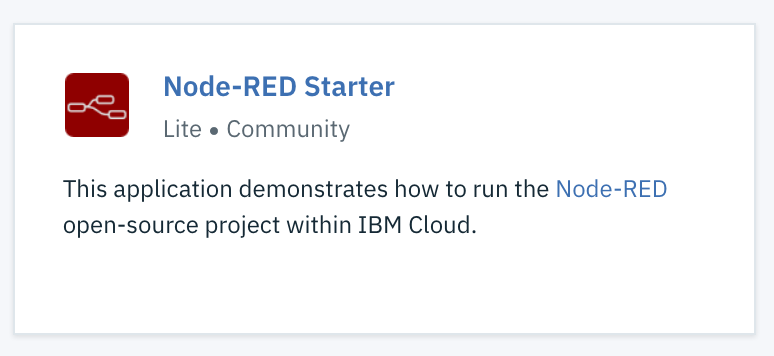 Node-RED Starter
Lite • Community
This application demonstrates how to run the Node-RED
open-source project within IBM Cloud.